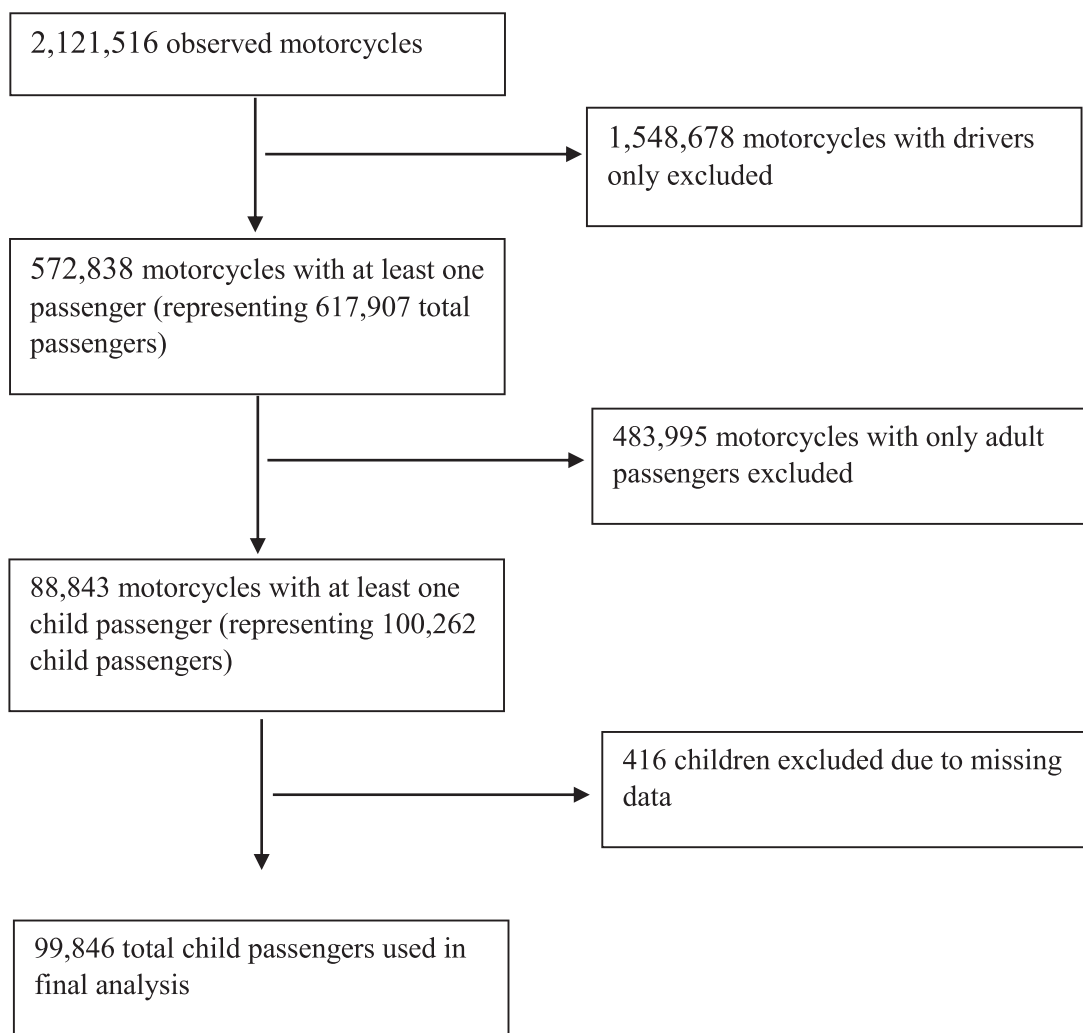 2,121,516 observed motorcycles
1,548,678 motorcycles with drivers
only excluded
572,838 motorcycles with at least one
passenger (representing 617,907 total
passengers)
483,995 motorcycles with only adult
passengers excluded
88,843 motorcycles with at least one
child passenger (representing 100,262
child passengers)
416 children excluded due to missing
data
99,846 total child passengers used in
final analysis